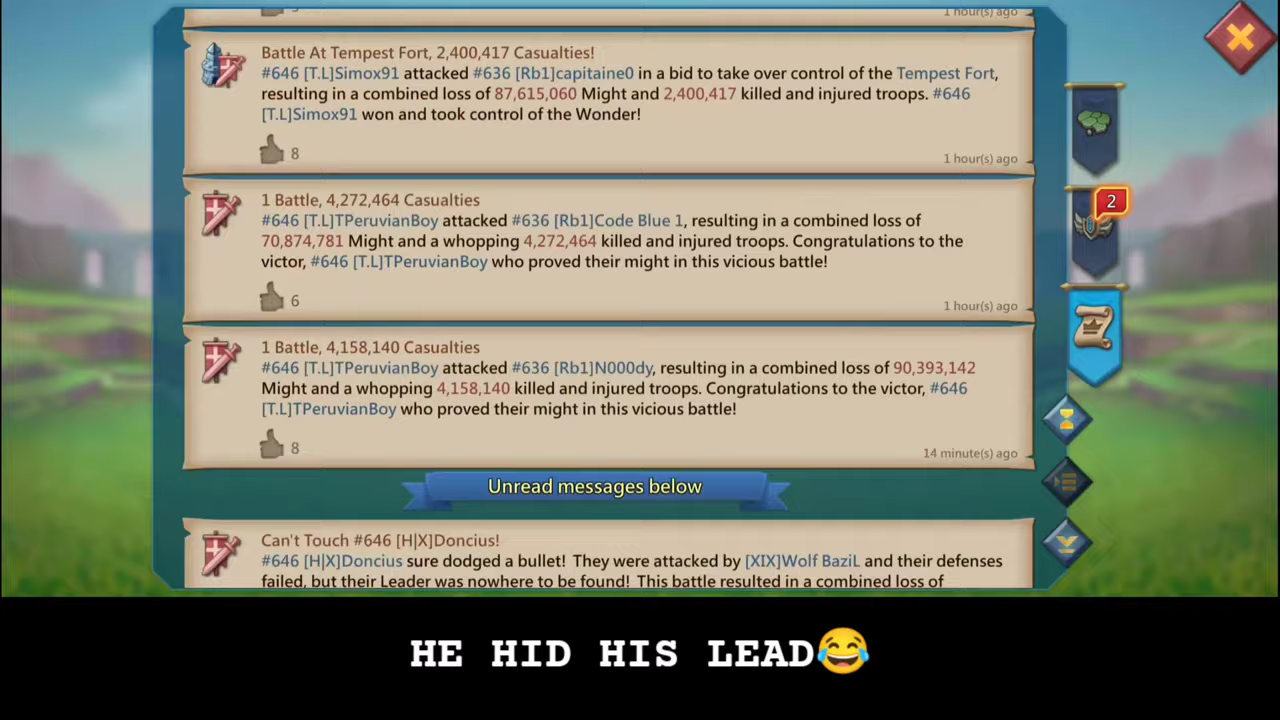 1 hour(s) ago
Battle At Tempest Fort, 2,400,417 Casualties!
#646 [T.L]Simox91 attacked #636 [Rb1]capitaine0 in a bid to take over control of the Tempest Fort,
resulting in a combined loss of 87,615,060 Might and 2,400,417 killed and injured troops. #646
[T.L]Simox91 won and took control of the Wonder!
8
1 hour(s) ago
1 Battle, 4,272,464 Casualties
#646 [T.L]TPeruvianBoy attacked #636 [Rb1]Code Blue 1, resulting in a combined loss of
70,874,781 Might and a whopping 4,272,464 killed and injured troops. Congratulations to the
victor, #646 [T.L]TPeruvianBoy who proved their might in this vicious battle!
6
1 hour(s) ago
2
1 Battle, 4,158,140 Casualties
#646 [T.L]TPeruvianBoy attacked #636 [Rb1]N000dy, resulting in a combined loss of 90,393,142
Might and a whopping 4,158,140 killed and injured troops. Congratulations to the victor, #646
[T.L]TPeruvianBoy who proved their might in this vicious battle!
8
14 minute(s) ago
Unread messages below
Can't Touch #646 [H|X]Doncius!
#646 [H|X]Doncius sure dodged a bullet! They were attacked by [XIX]Wolf BaziL and their defenses
failed, but their Leader was nowhere to be found! This battle resulted in a combined loss of
HE HID HIS LEAD😂